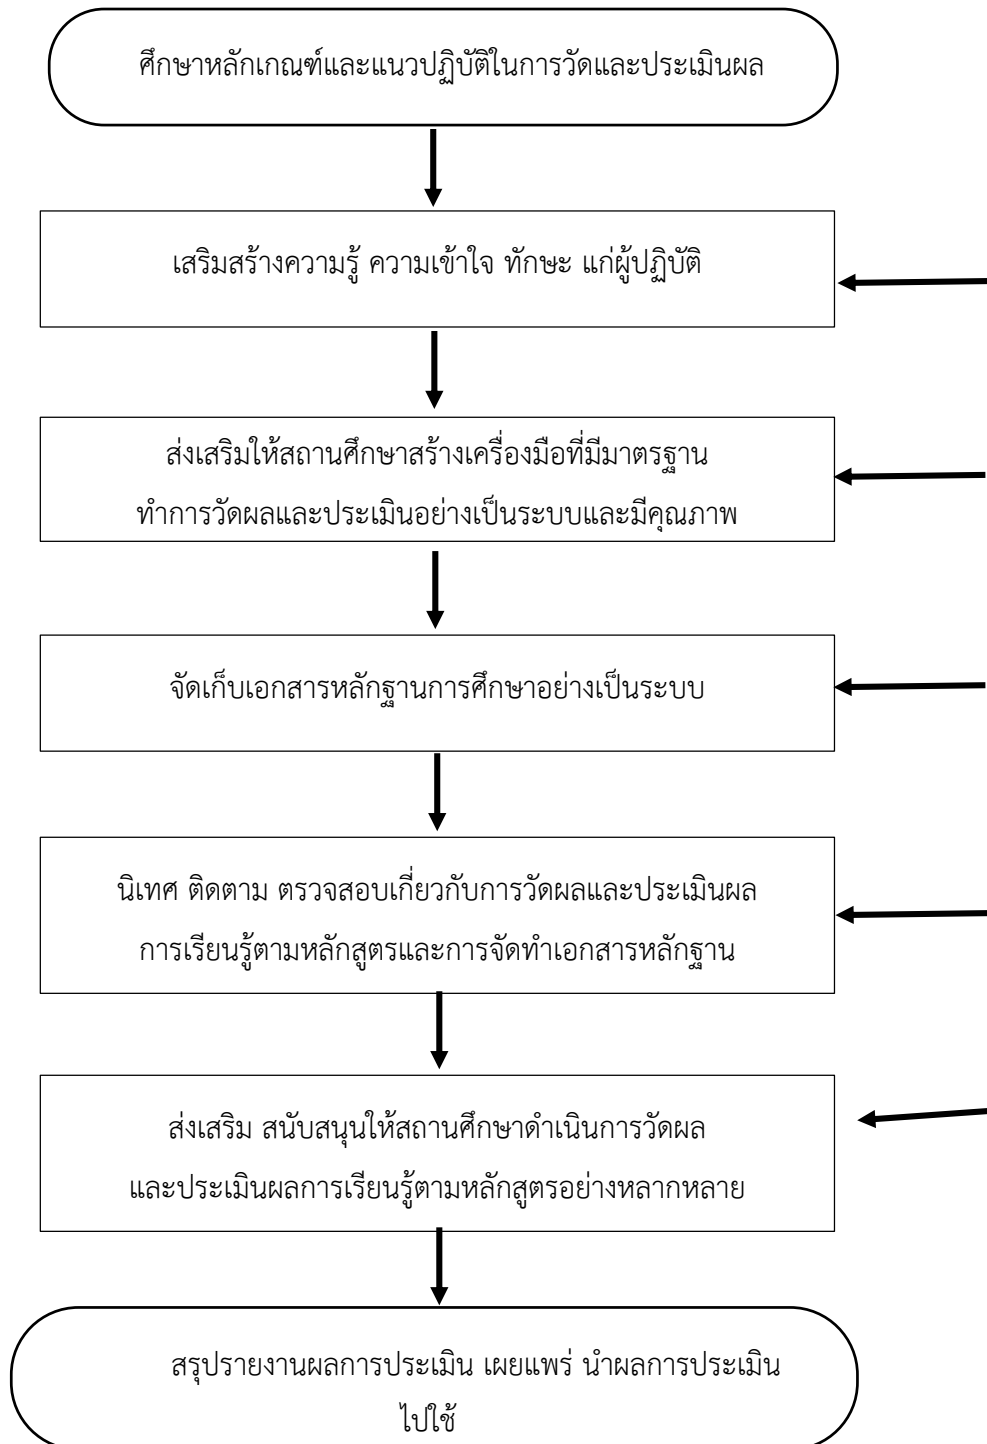 ศึกษาหลักเกณฑ์และแนวปฏิบัติในการวัดและประเมินผล
เสริมสร้างความรู้ ความเข้าใจ ทักษะ แก่ผู้ปฏิบัติ
ส่งเสริมให้สถานศึกษาสร้างเครื่องมือที่มีมาตรฐาน
ทำการวัดผลและประเมินอย่างเป็นระบบและมีคุณภาพ
จัดเก็บเอกสารหลักฐานการศึกษาอย่างเป็นระบบ
นิเทศ ติดตาม ตรวจสอบเกี่ยวกับการวัดผลและประเมินผล
การเรียนรู้ตามหลักสูตรและการจัดทำเอกสารหลักฐาน
ส่งเสริม สนับสนุนให้สถานศึกษาดำเนินการวัดผล
และประเมินผลการเรียนรู้ตามหลักสูตรอย่างหลากหลาย
สรุปรายงานผลการประเมิน เผยแพร่ นำผลการประเมิน
ไปใช้